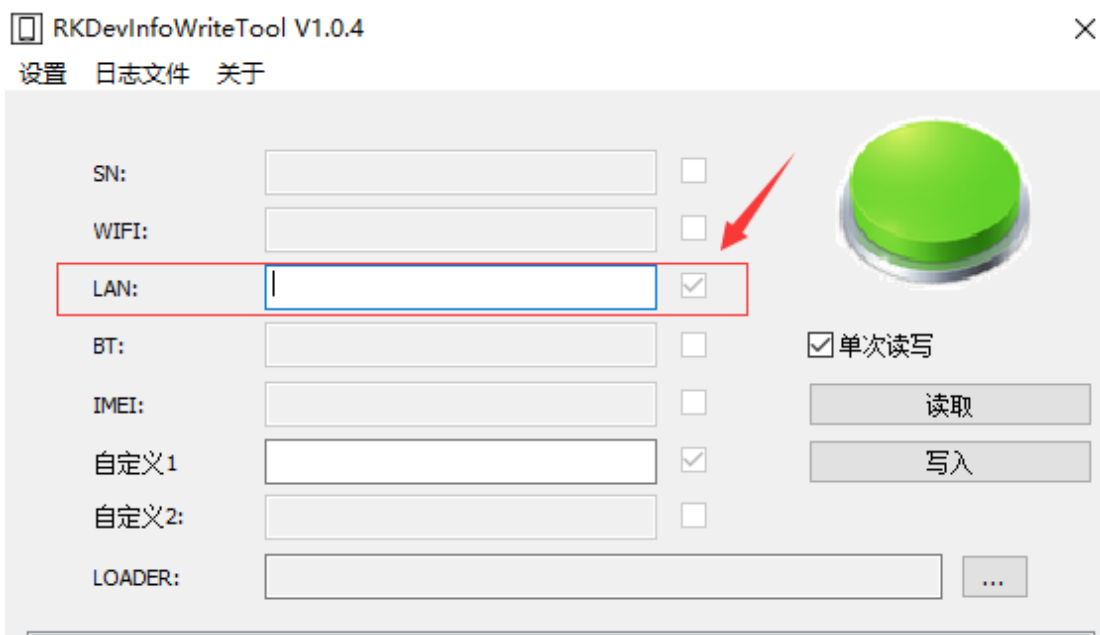 RKDevInfoWriteTool V1.0.4
设置 日志文件 关于
SN:
WIFI:
LAN:
BT:
单次读写
IMEI:
读取
自定义1
写入
自定义2:
LOADER:
...